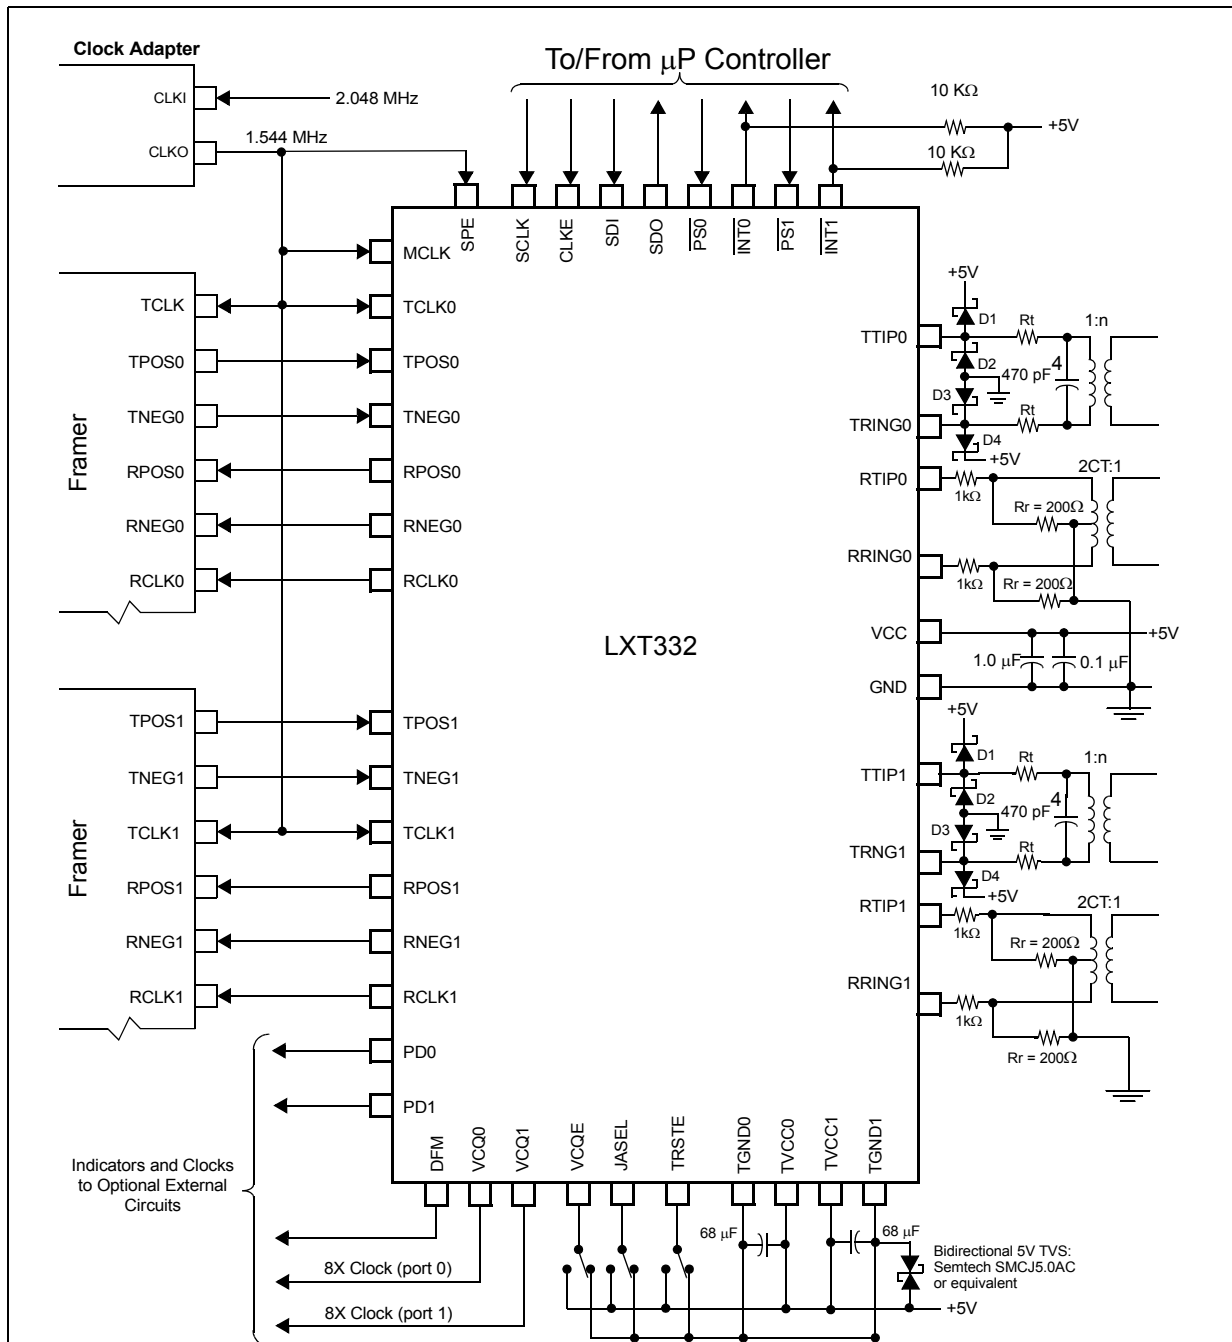 Clock Adapter
CLKI
2.048 MHz
CLKO
1.544 MHz
To/From μP Controller
10 KΩ
+5V
10 KΩ
SPE
SCLK
CLKE
SDI
SDO
PS0
INT0
PS1
INT1
MCLK
Framer
TCLK
TCLK0
TPOS0
TPOS0
TNEG0
TNEG0
RPOS0
RPOS0
RNEG0
RNEG0
RCLK0
RCLK0
LXT332
TTIP0
+5V
D1
Rt
1:n
D2
470 pF
4
D3
TRING0
Rt
D4
+5V
RTIP0
1kΩ
2CT:1
Rr = 200Ω
RRING0
1kΩ
Rr = 200Ω
VCC
+5V
1.0 μF
0.1 μF
GND
Framer
TPOS1
TPOS1
TNEG1
TNEG1
TCLK1
TCLK1
RPOS1
RPOS1
RNEG1
RNEG1
RCLK1
RCLK1
+5V
TTIP1
D1
Rt
1:n
D2
470 pF
4
D3
TRNG1
Rt
D4
+5V
RTIP1
1kΩ
2CT:1
Rr = 200Ω
RRING1
1kΩ
Rr = 200Ω
PD0
PD1
Indicators and Clocks
to Optional External
Circuits
DFM
VCQ0
VCQ1
VCQE
JASEL
TRSTE
TGND0
TVCC0
TVCC1
TGND1
68 μF
68 μF
Bidirectional 5V TVS:
Semtech SMCJ5.0AC
or equivalent
8X Clock (port 0)
8X Clock (port 1)
+5V